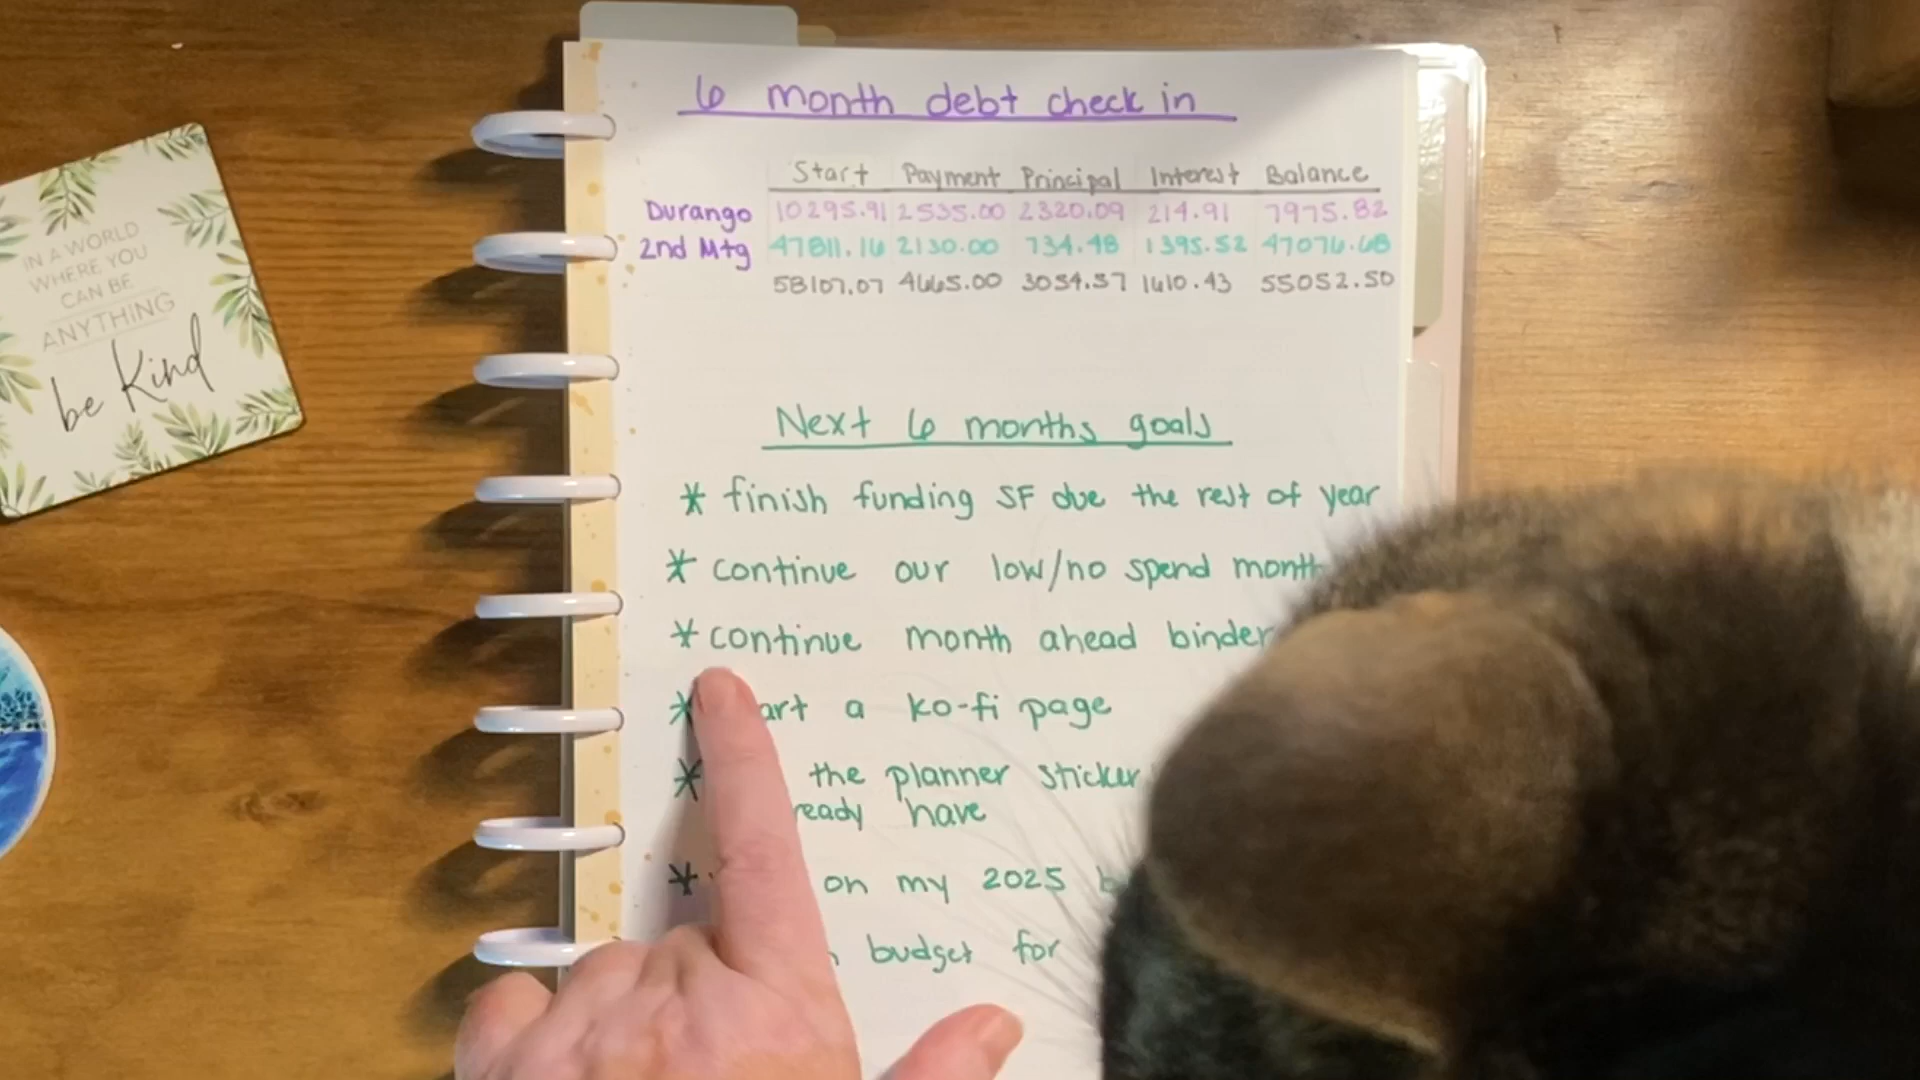 IN A WORLD
WHERE YOU
CAN BE
ANYTHING
be Kind
6 month debt check in
Start Payment Principal Interest Balance
Durango 10295.91 2535.00 2320.09 214.91 7975.82
2nd Mtg 47811.16 2130.00 734.48 1395.52 47076.68
58107.07 4665.00 3054.57 1610.43 55052.50
Next 6 months goals
* finish funding SF due the rest of year
* continue our low/no spend month
* continue month ahead binder
* a ko-fi page
* the planner sticker
have
* on my 2025
budget for